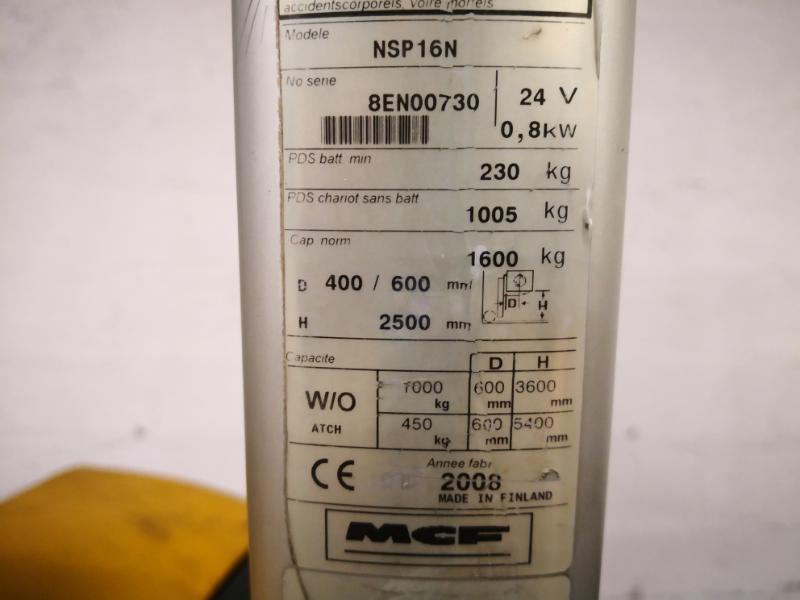 accidentscorporels, voire mortels
Modele
NSP16N
No serie
8EN00730
24 V
0,8kW
PDS batt. min
230 kg
PDS chariot sans batt
1005 kg
Cap. norm
1600 kg
D 400 / 600 mm
H 2500 mm
D
H
Capacite
D H
W/O ATCH
1000 kg 600 mm 3600 mm
450 kg 600 mm 5400 mm
CE
Annee fabr
2008
MADE IN FINLAND
MCF